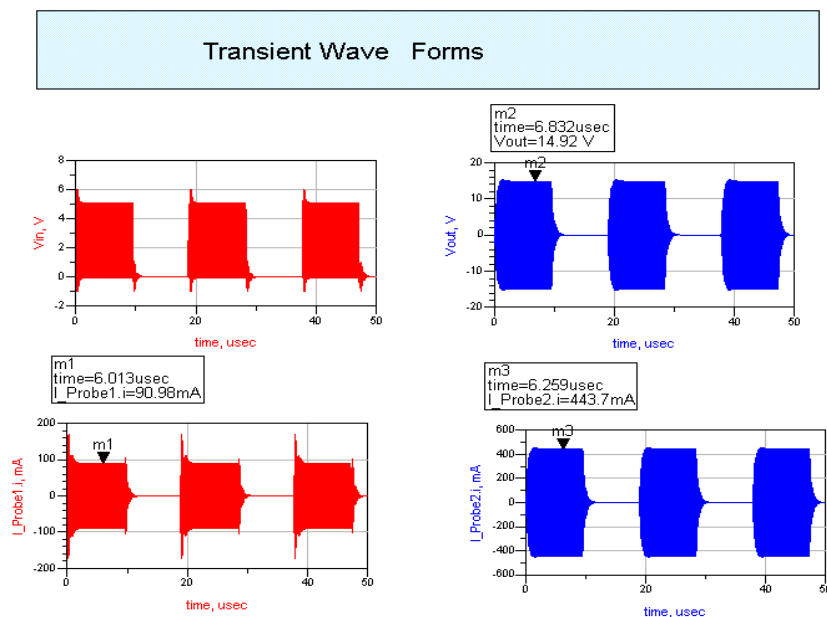 Transient Wave Forms
m2
time=6.832usec
Vout=14.92 V
8
6
4
2
0
-2
Vin, V
0
20
40
50
time, usec
m2
20
10
0
-10
-20
Vout, V
0
20
40
50
time, usec
m1
time=6.013usec
I_Probe1.i=90.98mA
m3
time=6.259usec
I_Probe2.i=443.7mA
m1
200
100
0
-100
-200
I_Probe1.i, mA
0
20
40
50
time, usec
m3
600
400
200
0
-200
-400
-600
I_Probe2.i, mA
0
20
40
50
time, usec